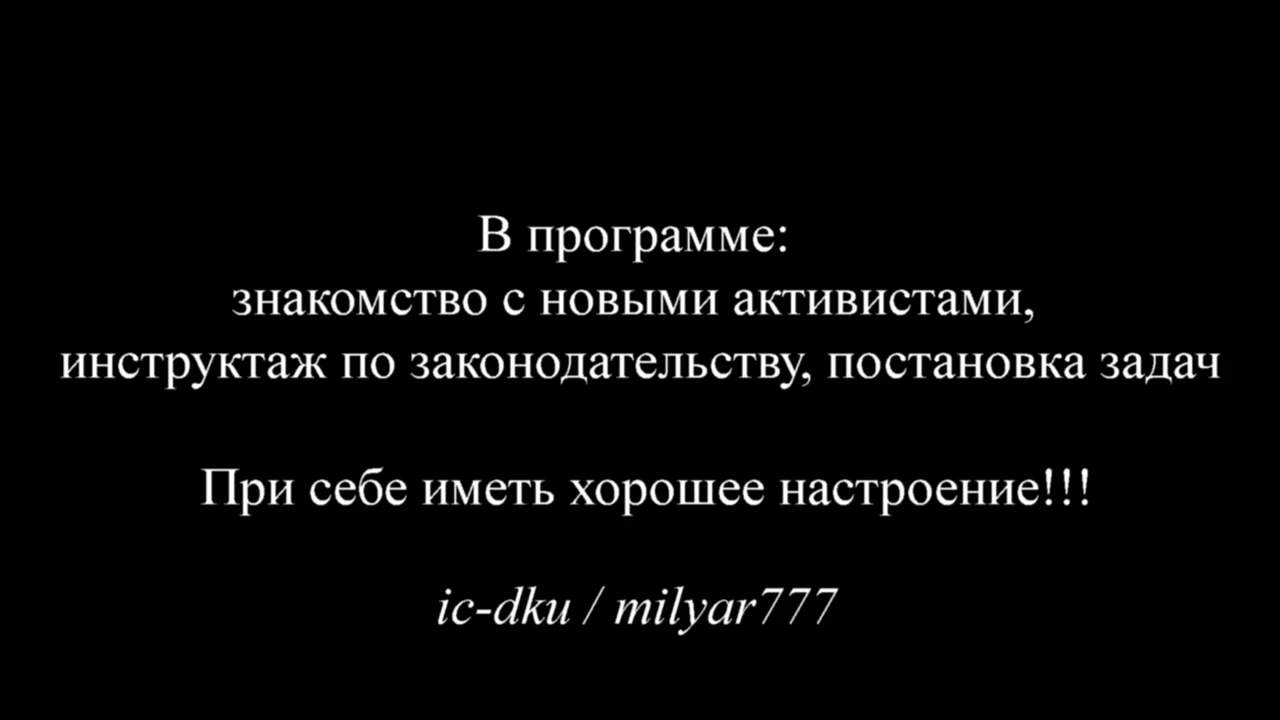 В программе:
знакомство с новыми активистами,
инструктаж по законодательству, постановка задач
При себе иметь хорошее настроение!!!
ic-dku / milyar777